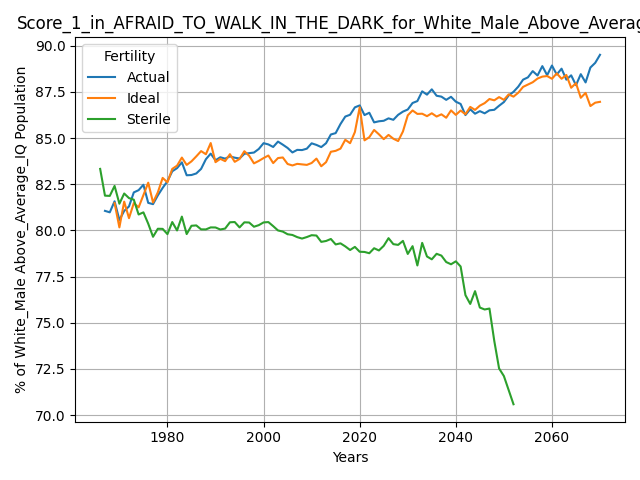 Score_1_in_AFRAID_TO_WALK_IN_THE_DARK_for_White_Male_Above_Averag
% of White_Male Above_Average_IQ Population
90.0
87.5
85.0
82.5
80.0
77.5
75.0
72.5
70.0
Fertility
Actual
Ideal
Sterile
1980
2000
2020
2040
2060
Years